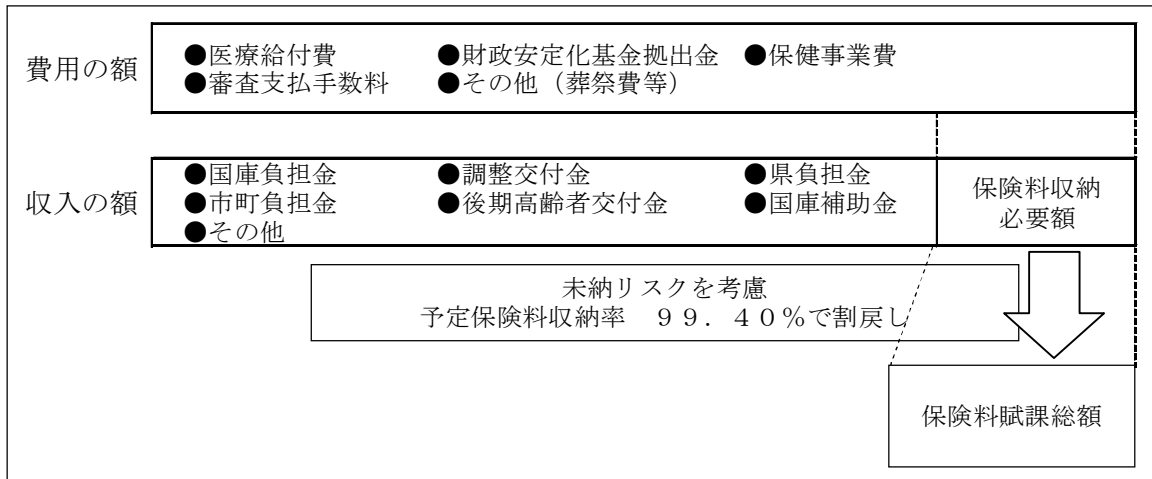 費用の額
●医療給付費 ●財政安定化基金拠出金 ●保健事業費
●審査支払手数料 ●その他（葬祭費等）
収入の額
●国庫負担金 ●調整交付金 ●県負担金
●市町負担金 ●後期高齢者交付金 ●国庫補助金
●その他
保険料収納
必要額
未納リスクを考慮
予定保険料収納率　９９．４０％で割戻し
保険料賦課総額